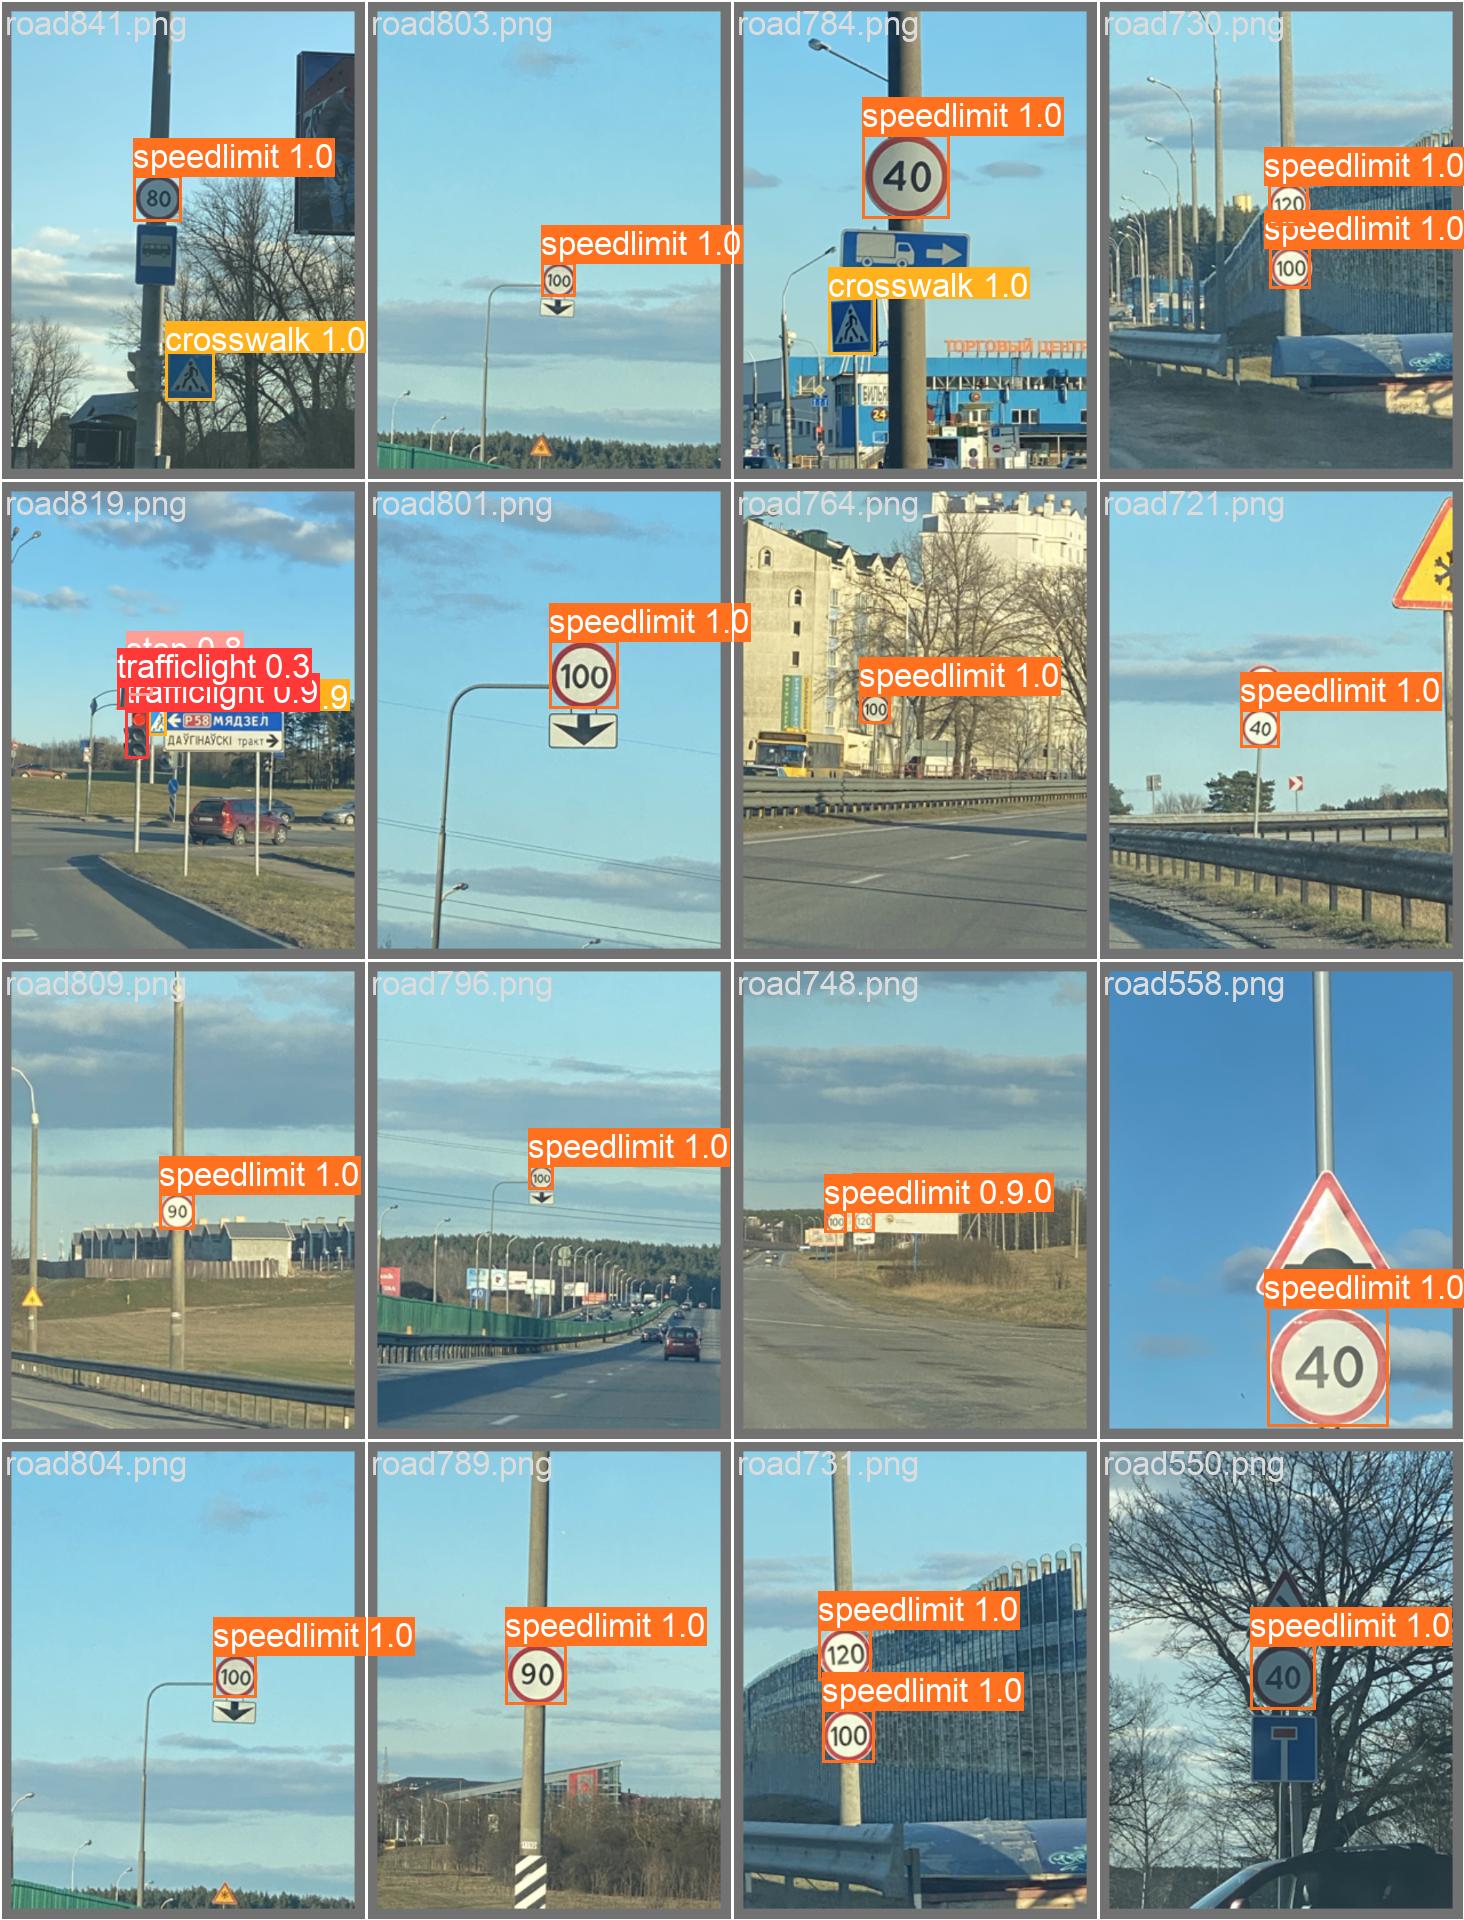 road841.png
speedlimit 1.0
80
crosswalk 1.0
road803.png
speedlimit 1.0
100
road784.png
speedlimit 1.0
40
crosswalk 1.0
ТОРГОВЫЙ ЦЕНТР
24
road730.png
speedlimit 1.0
120
speedlimit 1.0
100
road819.png
stop 0.8
trafficlight 0.3
trafficlight 0.9
.9
P58 МЯДЗЕЛ
ДАЎГІНАЎСКІ тракт
road801.png
speedlimit 1.0
100
road764.png
speedlimit 1.0
100
road721.png
speedlimit 1.0
40
road809.png
speedlimit 1.0
90
road796.png
speedlimit 1.0
100
40
road748.png
speedlimit 0.9.0
100
120
road558.png
speedlimit 1.0
40
road804.png
speedlimit 1.0
100
road789.png
speedlimit 1.0
90
road731.png
speedlimit 1.0
120
speedlimit 1.0
100
road550.png
speedlimit 1.0
40